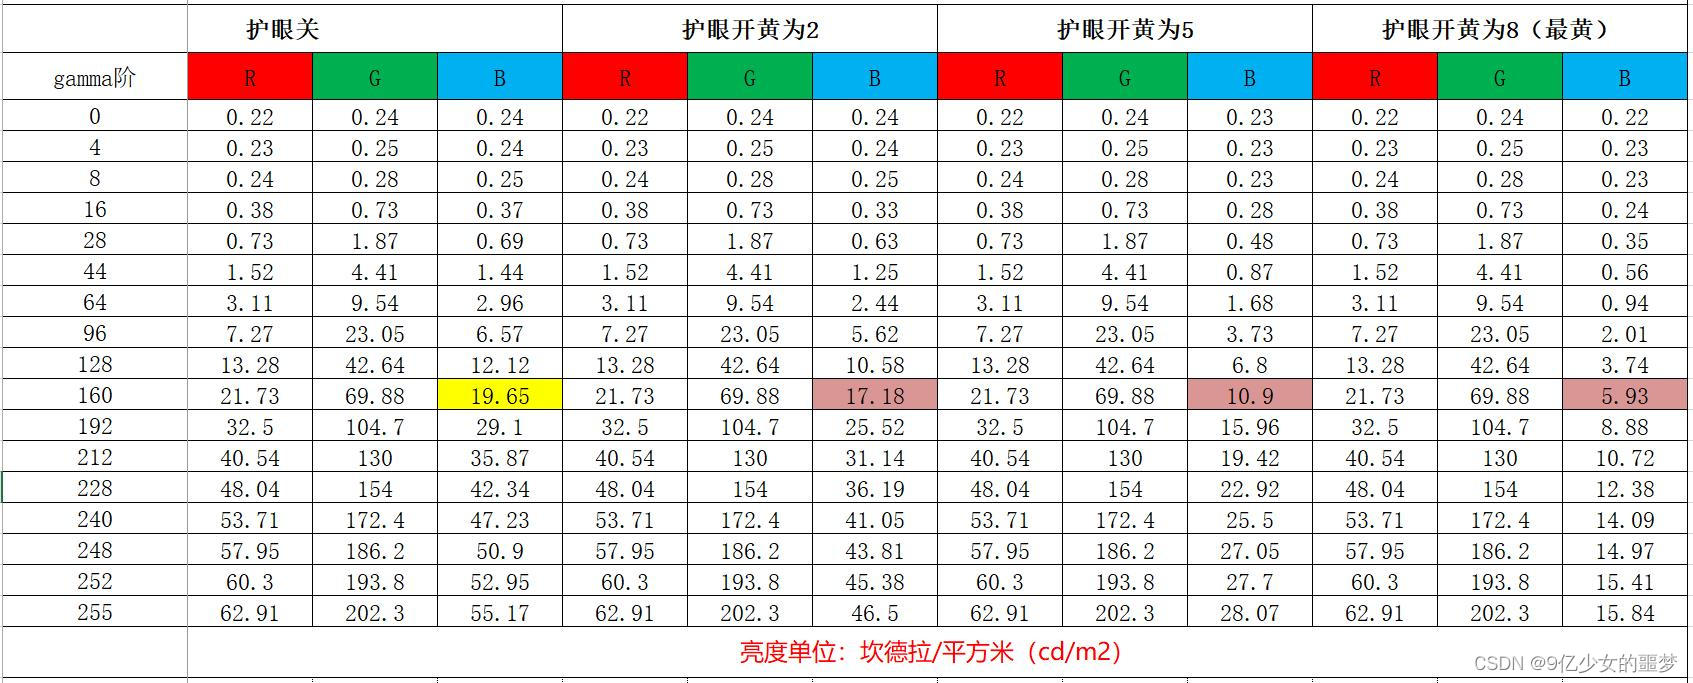 护眼关 护眼开黄为2 护眼开黄为5 护眼开黄为8（最黄）
gamma阶 R G B R G B R G B R G B
0 0.22 0.24 0.24 0.22 0.24 0.24 0.22 0.24 0.23 0.22 0.24 0.22
4 0.23 0.25 0.24 0.23 0.25 0.24 0.23 0.25 0.23 0.23 0.25 0.23
8 0.24 0.28 0.25 0.24 0.28 0.25 0.24 0.28 0.23 0.24 0.28 0.23
16 0.38 0.73 0.37 0.38 0.73 0.33 0.38 0.73 0.28 0.38 0.73 0.24
28 0.73 1.87 0.69 0.73 1.87 0.63 0.73 1.87 0.48 0.73 1.87 0.35
44 1.52 4.41 1.44 1.52 4.41 1.25 1.52 4.41 0.87 1.52 4.41 0.56
64 3.11 9.54 2.96 3.11 9.54 2.44 3.11 9.54 1.68 3.11 9.54 0.94
96 7.27 23.05 6.57 7.27 23.05 5.62 7.27 23.05 3.73 7.27 23.05 2.01
128 13.28 42.64 12.12 13.28 42.64 10.58 13.28 42.64 6.8 13.28 42.64 3.74
160 21.73 69.88 19.65 21.73 69.88 17.18 21.73 69.88 10.9 21.73 69.88 5.93
192 32.5 104.7 29.1 32.5 104.7 25.52 32.5 104.7 15.96 32.5 104.7 8.88
212 40.54 130 35.87 40.54 130 31.14 40.54 130 19.42 40.54 130 10.72
228 48.04 154 42.34 48.04 154 36.19 48.04 154 22.92 48.04 154 12.38
240 53.71 172.4 47.23 53.71 172.4 41.05 53.71 172.4 25.5 53.71 172.4 14.09
248 57.95 186.2 50.9 57.95 186.2 43.81 57.95 186.2 27.05 57.95 186.2 14.97
252 60.3 193.8 52.95 60.3 193.8 45.38 60.3 193.8 27.7 60.3 193.8 15.41
255 62.91 202.3 55.17 62.91 202.3 46.5 62.91 202.3 28.07 62.91 202.3 15.84
亮度单位：坎德拉/平方米（cd/m2）
CSDN @9亿少女的噩梦